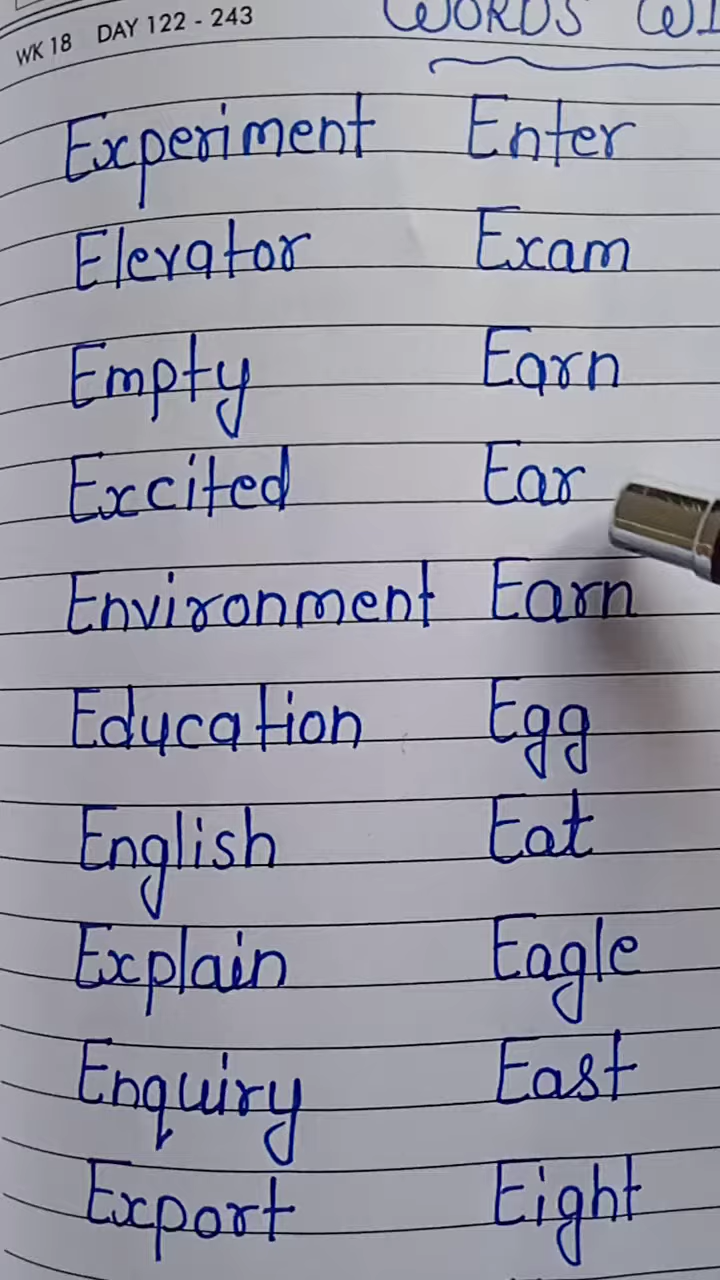 WK 18 DAY 122 - 243
WORDS
Experiment Enter
Elevator Exam
Empty Earn
Excited Ear
Environment Earn
Education Egg
English Eat
Explain Eagle
Enquiry East
Export Eight